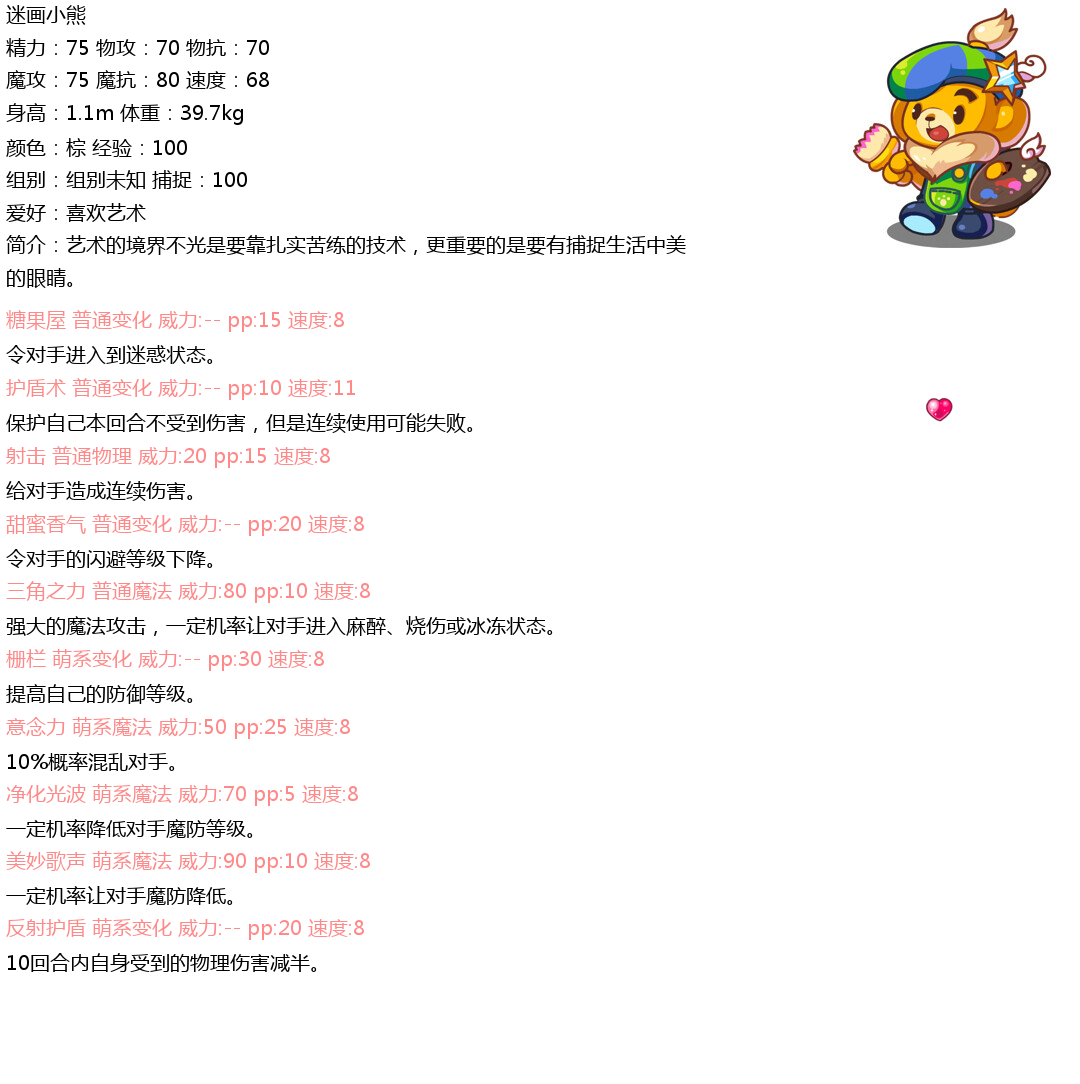 迷画小熊
精力：75 物攻：70 物抗：70
魔攻：75 魔抗：80 速度：68
身高：1.1m 体重：39.7kg
颜色：棕 经验：100
组别：组别未知 捕捉：100
爱好：喜欢艺术
简介：艺术的境界不光是要靠扎实苦练的技术，更重要的是要有捕捉生活中美
的眼睛。
糖果屋 普通变化 威力:-- pp:15 速度:8
令对手进入到迷惑状态。
护盾术 普通变化 威力:-- pp:10 速度:11
保护自己本回合不受到伤害，但是连续使用可能失败。
射击 普通物理 威力:20 pp:15 速度:8
给对手造成连续伤害。
甜蜜香气 普通变化 威力:-- pp:20 速度:8
令对手的闪避等级下降。
三角之力 普通魔法 威力:80 pp:10 速度:8
强大的魔法攻击，一定机率让对手进入麻醉、烧伤或冰冻状态。
栅栏 萌系变化 威力:-- pp:30 速度:8
提高自己的防御等级。
意念力 萌系魔法 威力:50 pp:25 速度:8
10%概率混乱对手。
净化光波 萌系魔法 威力:70 pp:5 速度:8
一定机率降低对手魔防等级。
美妙歌声 萌系魔法 威力:90 pp:10 速度:8
一定机率让对手魔防降低。
反射护盾 萌系变化 威力:-- pp:20 速度:8
10回合内自身受到的物理伤害减半。